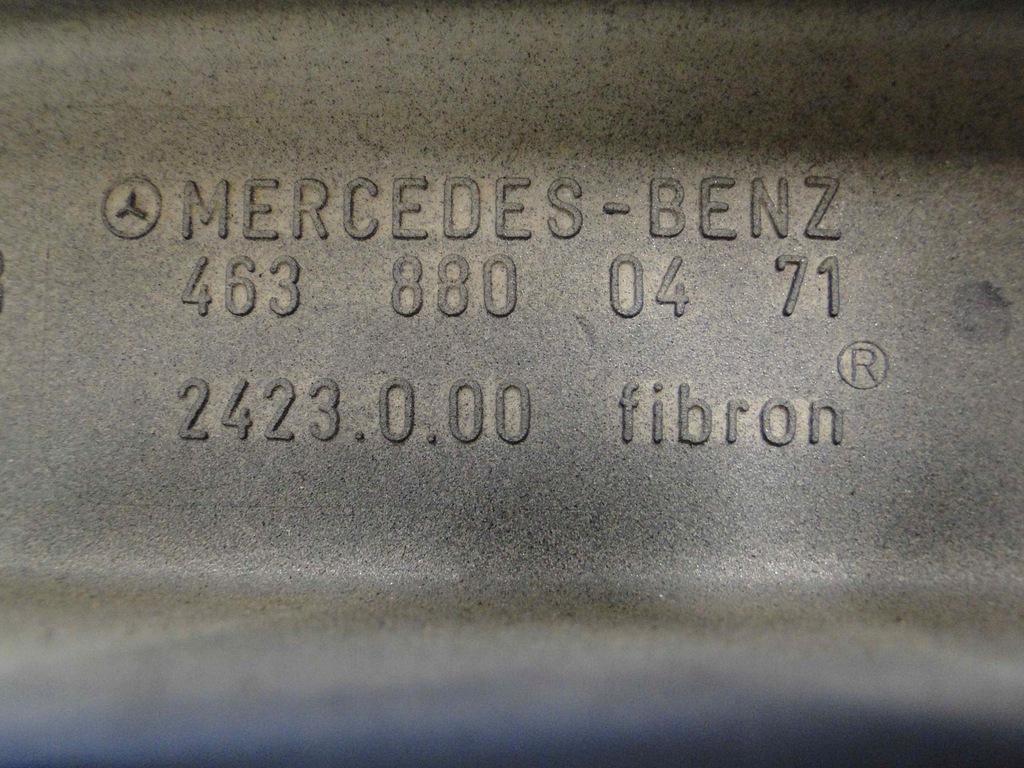 MERCEDES-BENZ
463 880 04 71
2423.0.00 fibron®